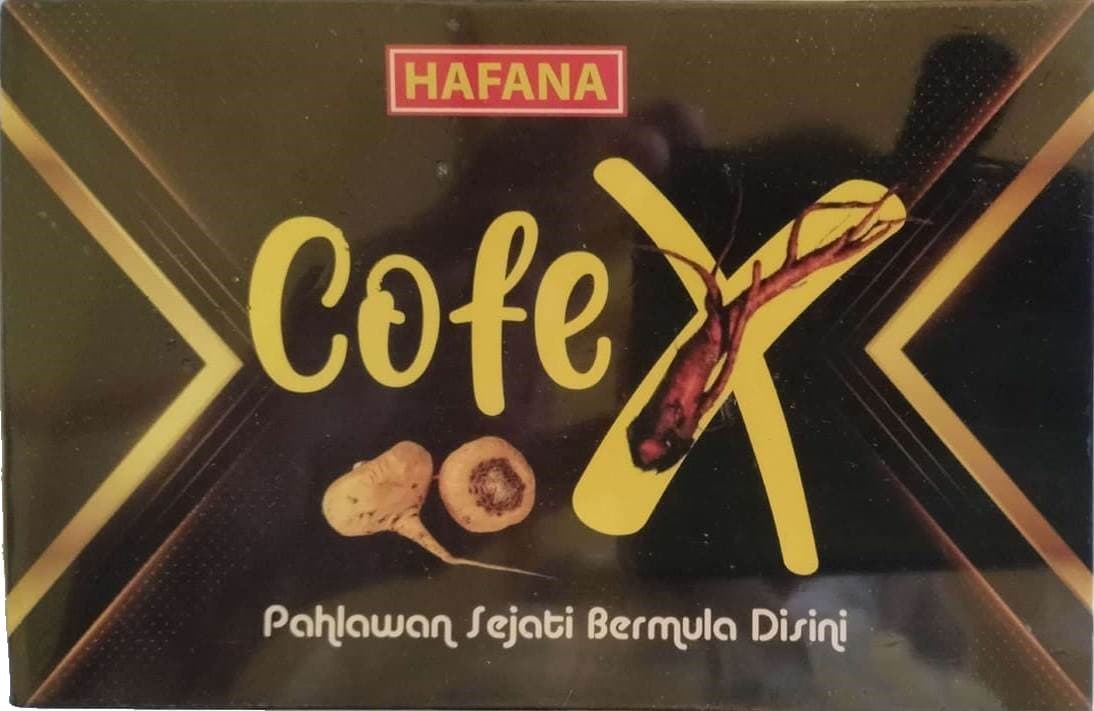 HAFANA
Cofe X
Pahlawan Sejati Bermula Disini